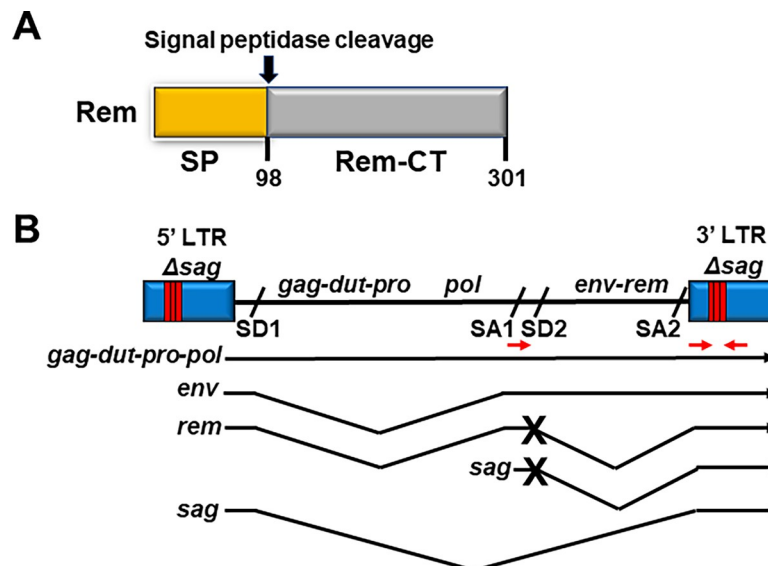 A
Signal peptidase cleavage
Rem
SP
Rem-CT
98
301
B
5' LTR
3' LTR
Δsag
gag-dut-pro
pol
env-rem
Δsag
SD1
SA1
SD2
SA2
gag-dut-pro-pol
env
rem
X
sag
X
sag